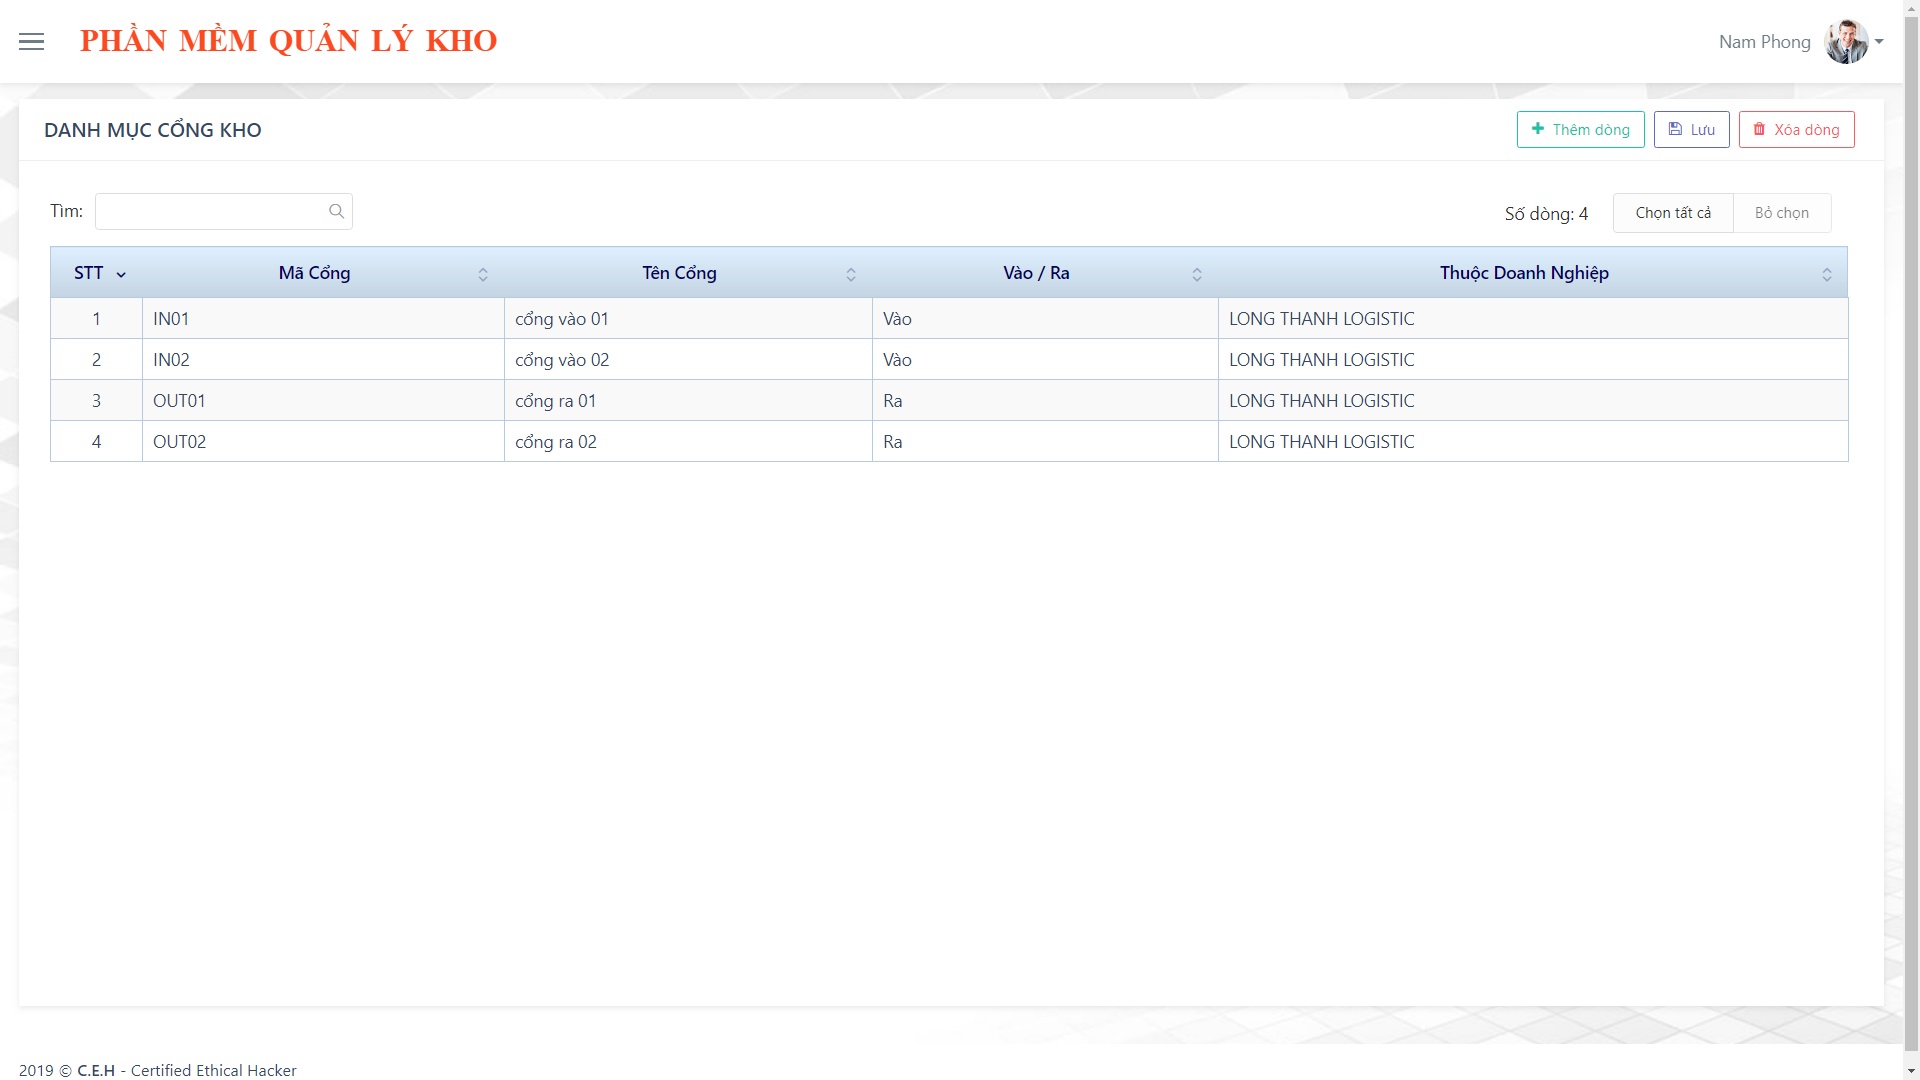 PHẦN MỀM QUẢN LÝ KHO
Nam Phong
DANH MỤC CỔNG KHO
Thêm dòng
Lưu
Xóa dòng
Tìm:
Số dòng: 4
Chọn tất cả
Bỏ chọn
STT Mã Cổng Tên Cổng Vào / Ra Thuộc Doanh Nghiệp
1 IN01 cổng vào 01 Vào LONG THANH LOGISTIC
2 IN02 cổng vào 02 Vào LONG THANH LOGISTIC
3 OUT01 cổng ra 01 Ra LONG THANH LOGISTIC
4 OUT02 cổng ra 02 Ra LONG THANH LOGISTIC
2019 © C.E.H - Certified Ethical Hacker